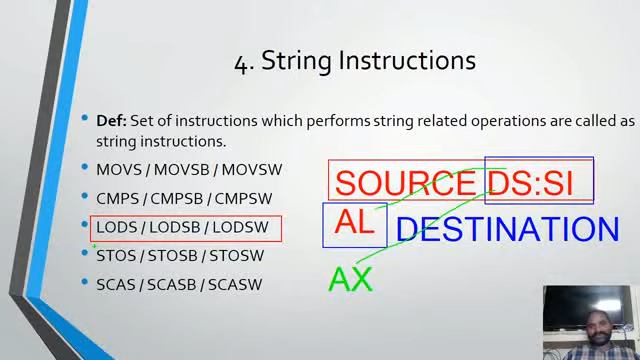 4. String Instructions
Def: Set of instructions which performs string related operations are called as
string instructions.
MOVS / MOVSB / MOVSW
CMPS / CMPSB / CMPSW
LODS / LODSB / LODSW
STOS / STOSB / STOSW
SCAS / SCASB / SCASW
SOURCE DS:SI
AL DESTINATION
AX